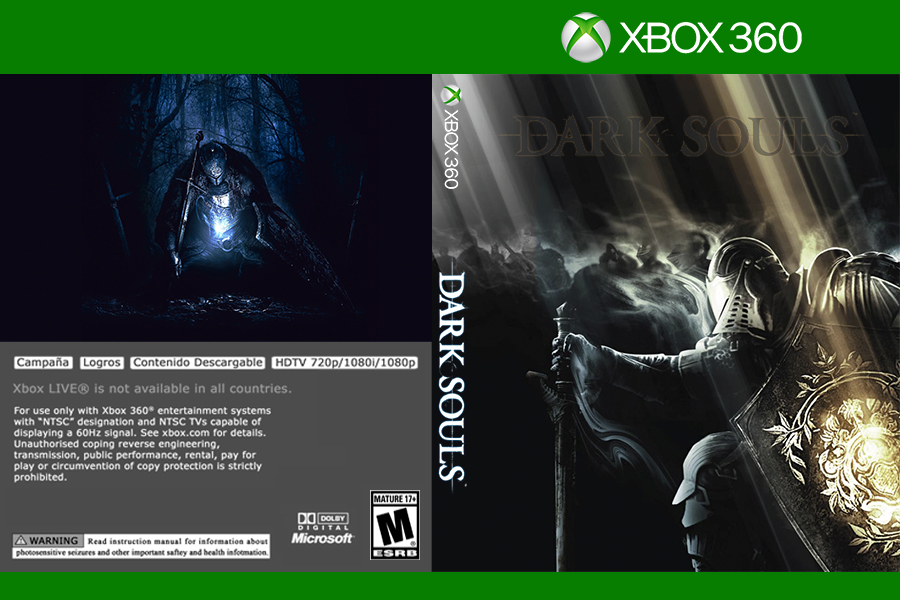 XBOX 360
XBOX 360
DARK SOULS
DARK SOULS
Campaña Logros Contenido Descargable HDTV 720p/1080i/1080p
Xbox LIVE® is not available in all countries.
For use only with Xbox 360® entertainment systems
with “NTSC” designation and NTSC TVs capable of
displaying a 60Hz signal. See xbox.com for details.
Unauthorised coping reverse engineering,
transmission, public performance, rental, pay for
play or circumvention of copy protection is strictly
prohibited.
WARNING Read instruction manual for information about
photosensitive seizures and other important saftey and health infotmation.
DOLBY
DIGITAL
Microsoft
MATURE 17+
M
ESRB